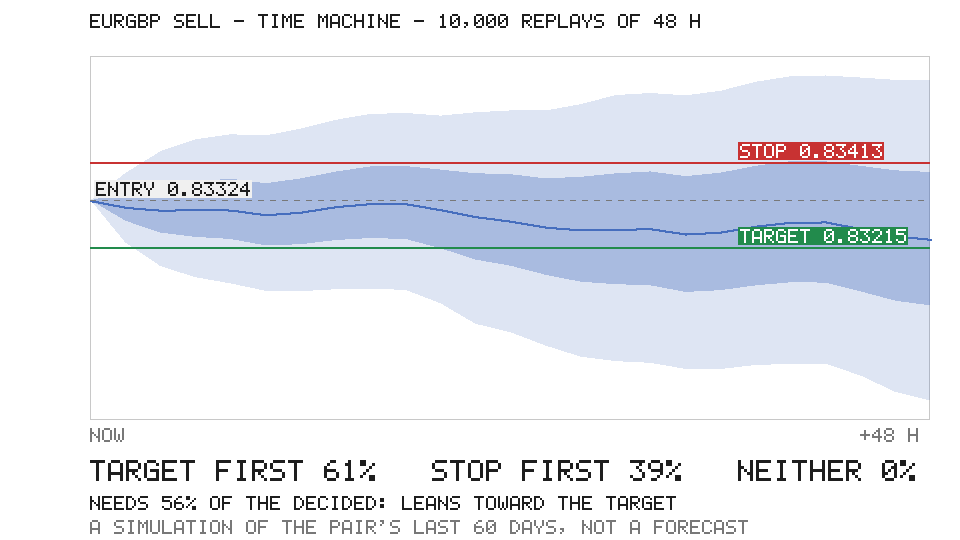 EURGBP SELL - TIME MACHINE - 10,000 REPLAYS OF 48 H
STOP 0.83413
ENTRY 0.83324
TARGET 0.83215
NOW +48 H
TARGET FIRST 61% STOP FIRST 39% NEITHER 0%
NEEDS 56% OF THE DECIDED: LEANS TOWARD THE TARGET
A SIMULATION OF THE PAIR'S LAST 60 DAYS, NOT A FORECAST